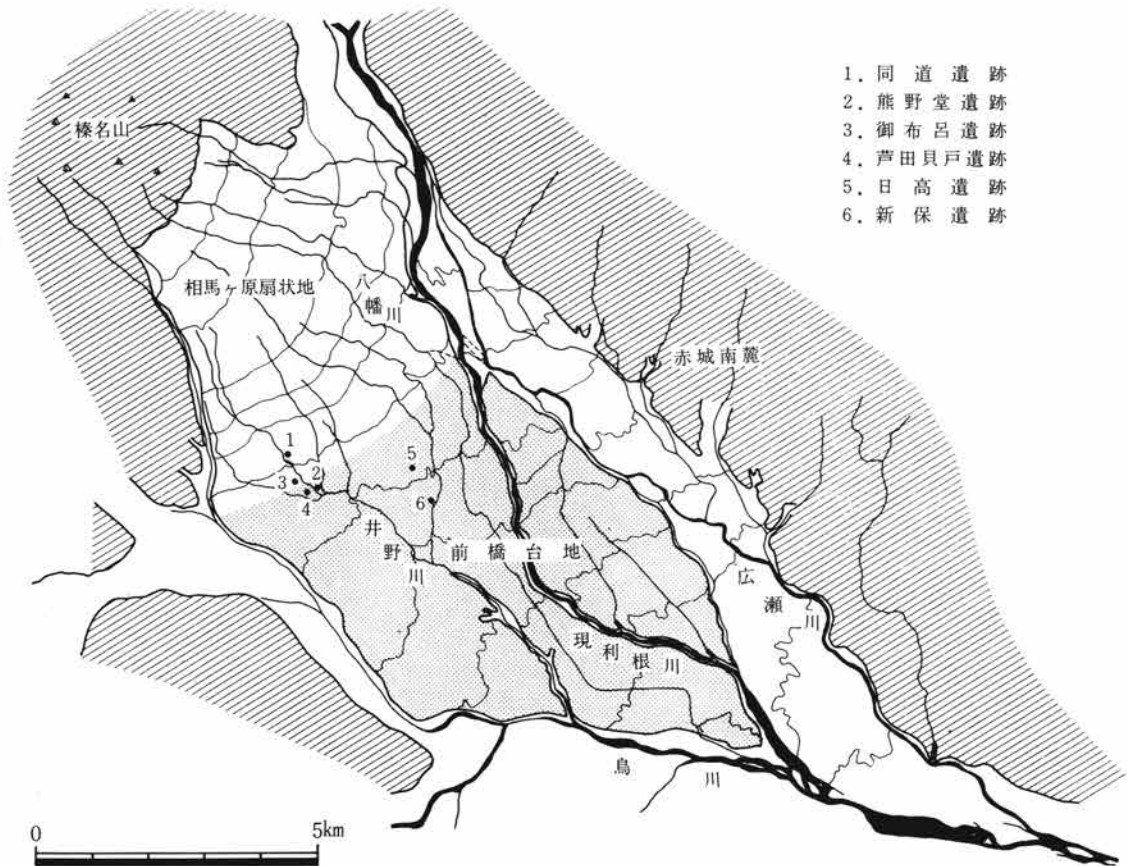 1. 同道遺跡
2. 熊野堂遺跡
3. 御布呂遺跡
4. 芦田貝戸遺跡
5. 日高遺跡
6. 新保遺跡
榛名山
相馬ヶ原扇状地
八幡川
赤城南麓
1
2
3
4
5
6
井野川
前橋台地
広瀬川
現利根川
烏川
0
5km